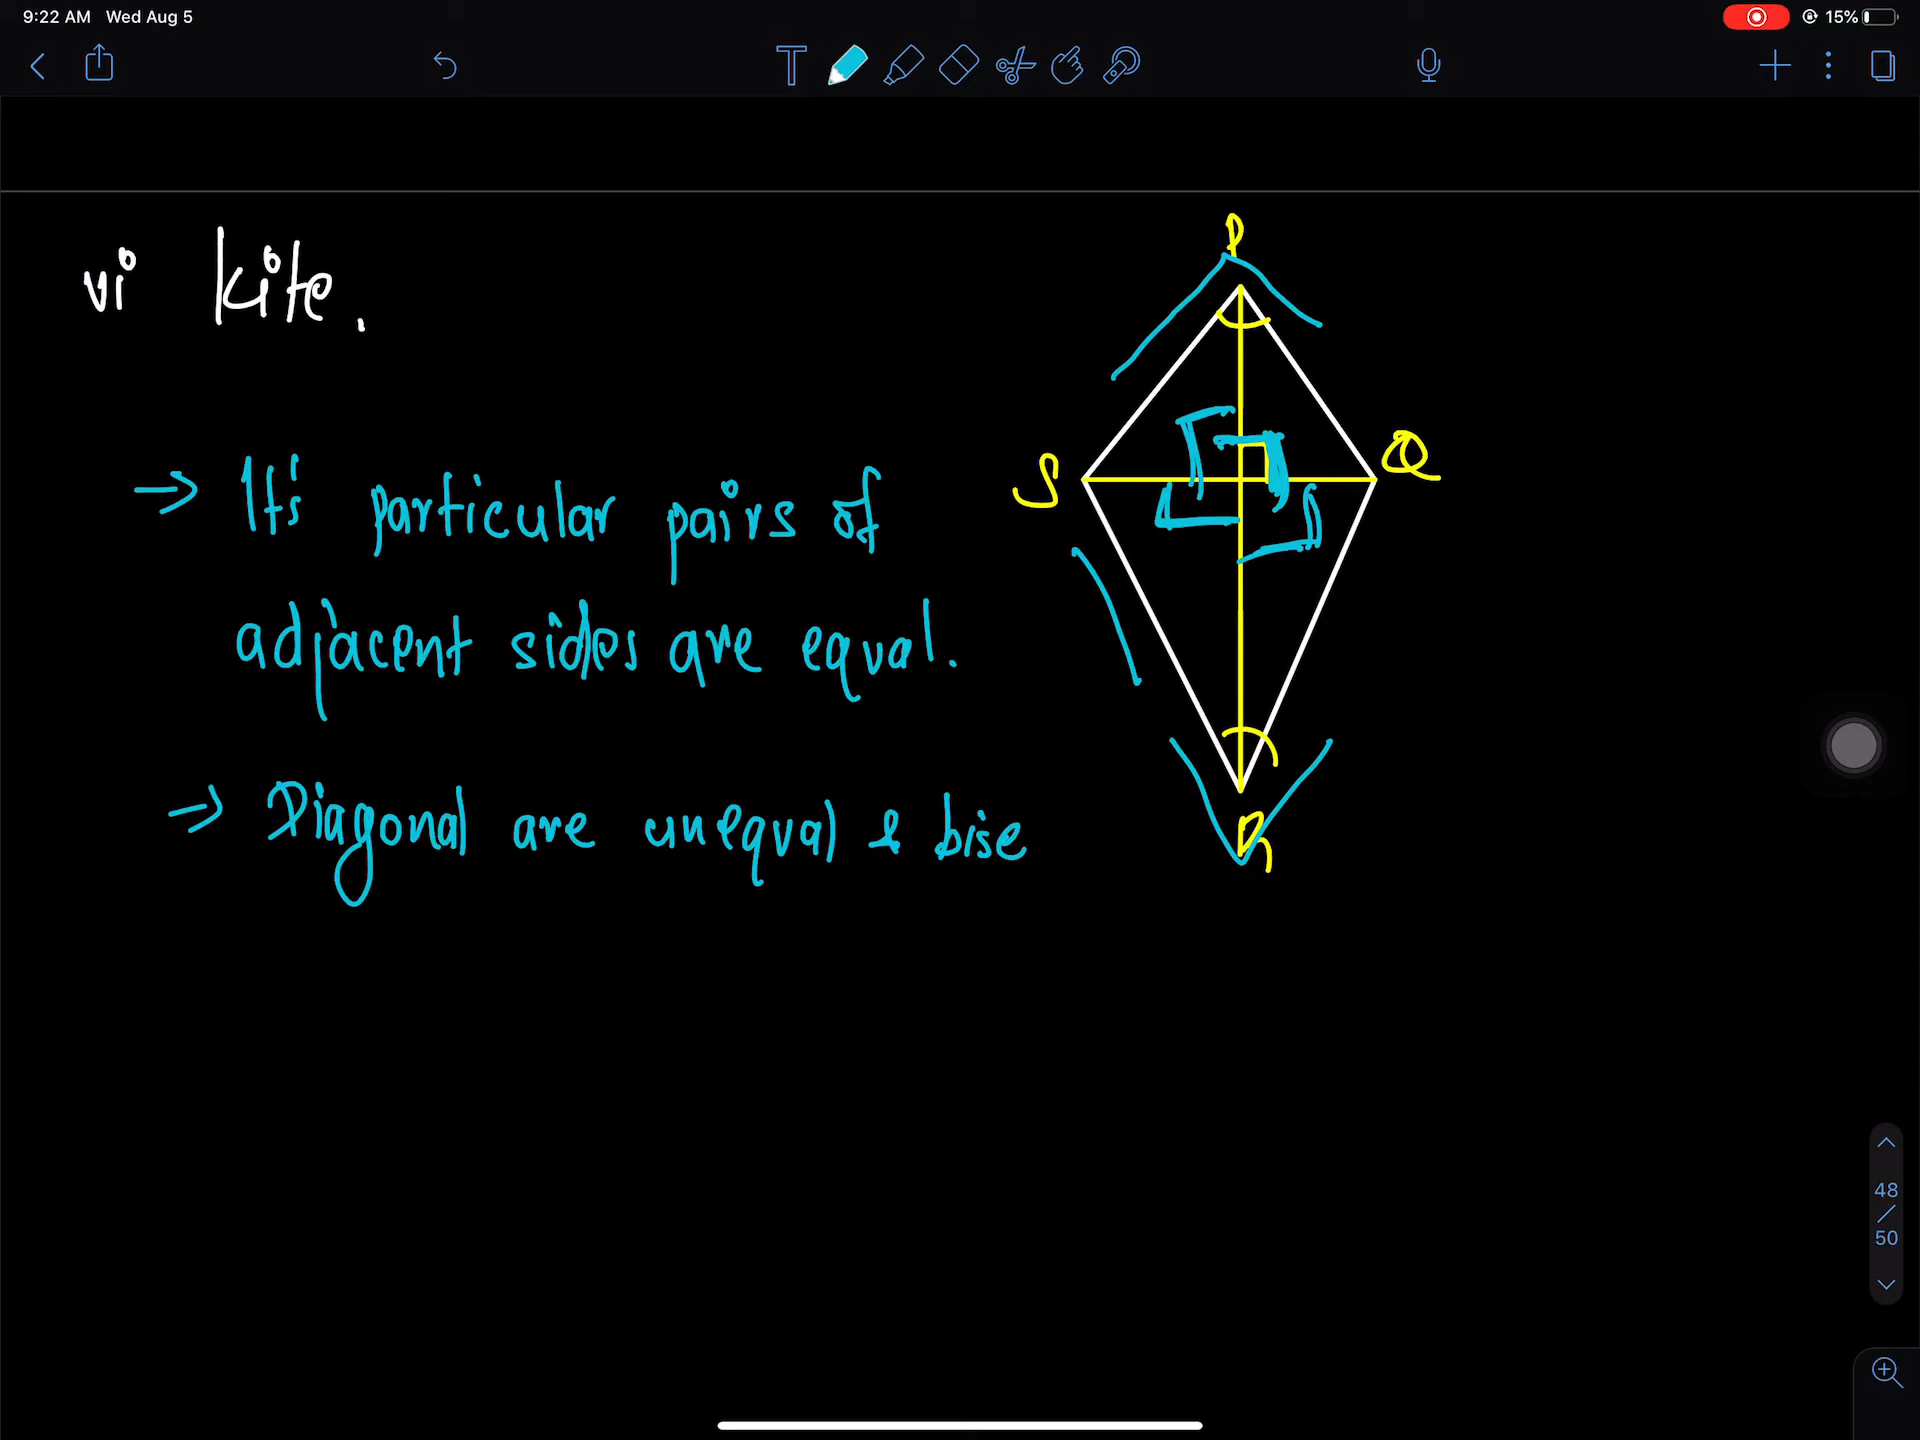 9:22 AM Wed Aug 5
15%
T
vi kite.
P
S
Q
→ It's particular pairs of
adjacent sides are equal.
→ Diagonal are unequal & bise
R
48
/
50